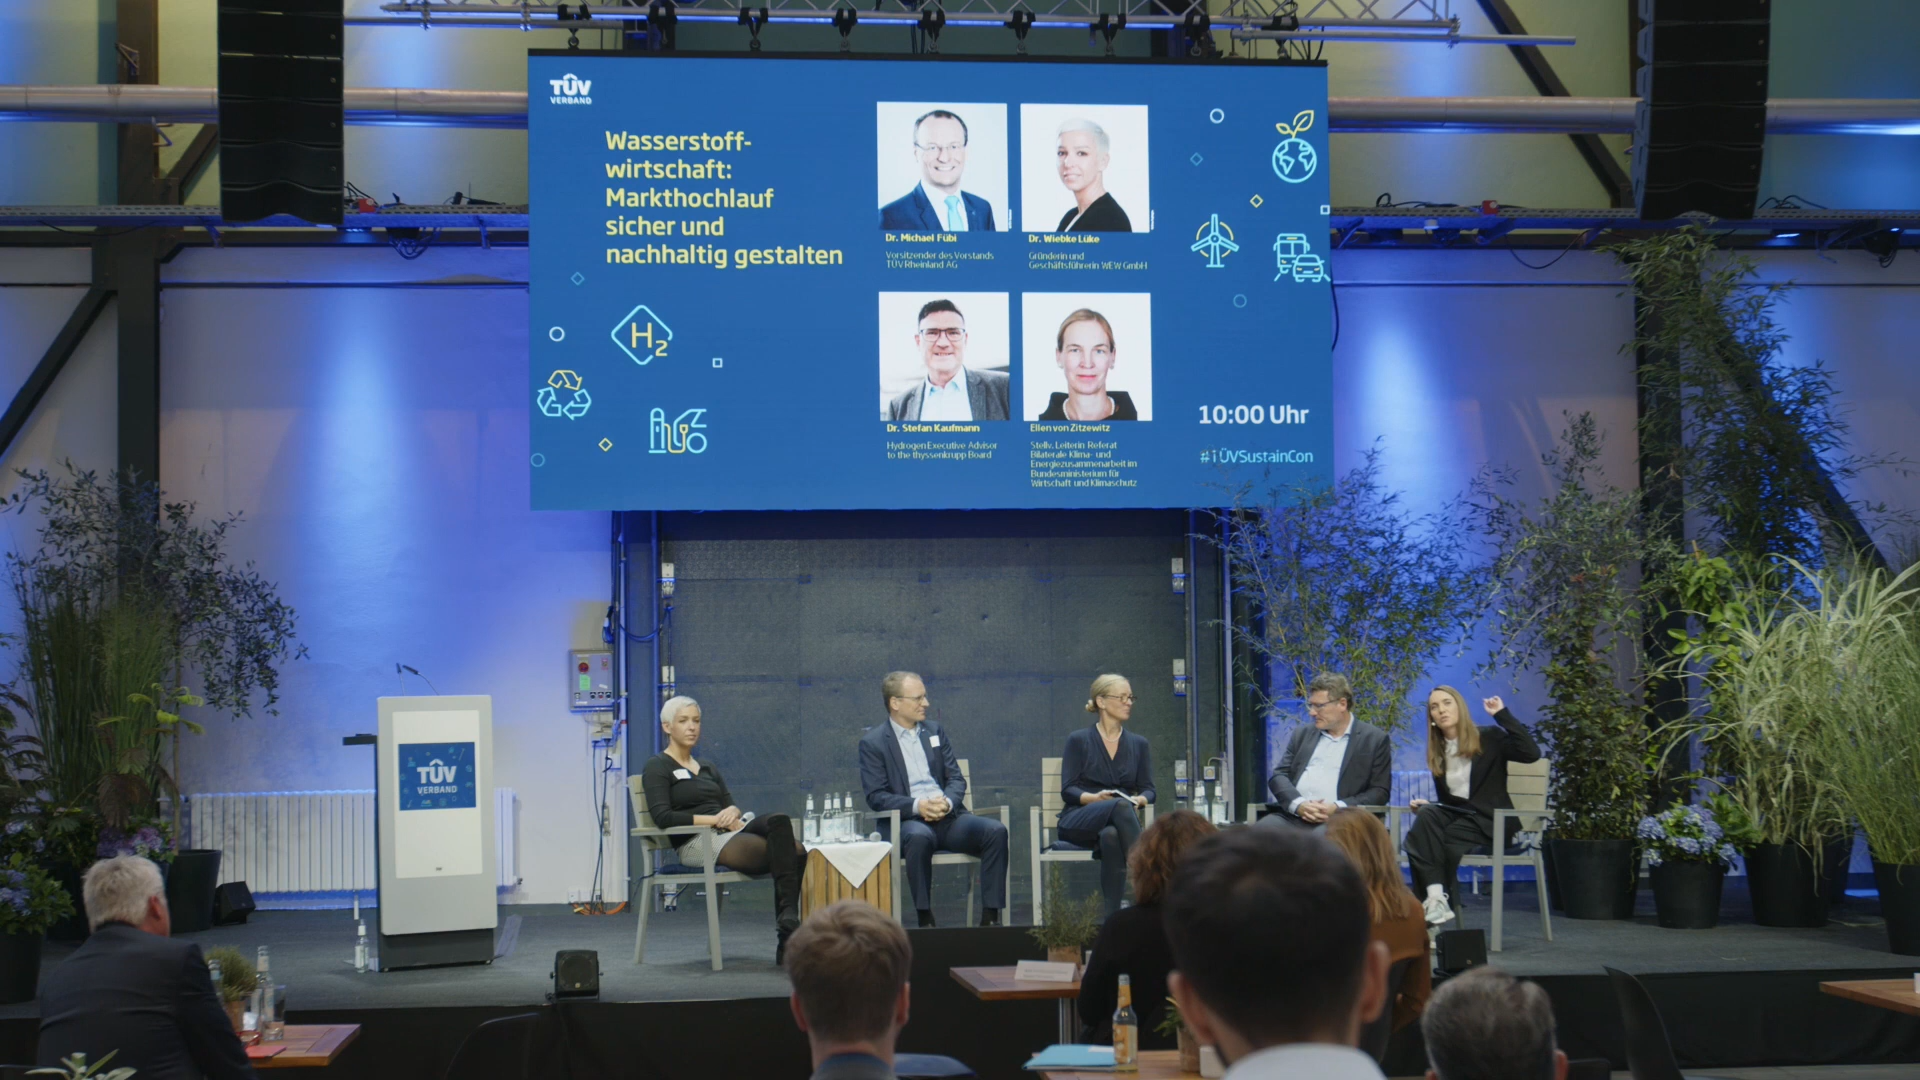 TÜV
VERBAND
Wasserstoff-
wirtschaft:
Markthochlauf
sicher und
nachhaltig gestalten
H2
Dr. Michael Fübi
Vorsitzender des Vorstands
TÜV Rheinland AG
Dr. Wiebke Lüke
Gründerin und
Geschäftsführerin WEW GmbH
Dr. Stefan Kaufmann
Hydrogen Executive Advisor
to the thyssenkrupp Board
Ellen von Zitzewitz
Stellv. Leiterin Referat
Bilaterale Klima- und
Energiezusammenarbeit im
Bundesministerium für
Wirtschaft und Klimaschutz
10:00 Uhr
#TÜVSustainCon
TÜV
VERBAND